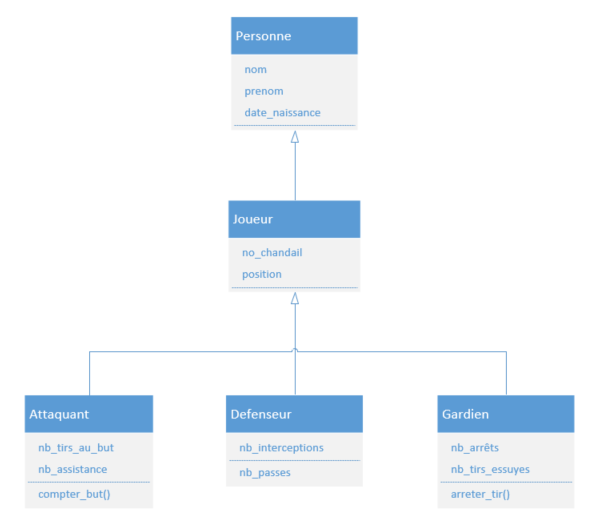 Personne
nom
prenom
date_naissance
Joueur
no_chandail
position
Attaquant
nb_tirs_au_but
nb_assistance
compter_but()
Defenseur
nb_interceptions
nb_passes
Gardien
nb_arrêts
nb_tirs_essuyes
arreter_tir()